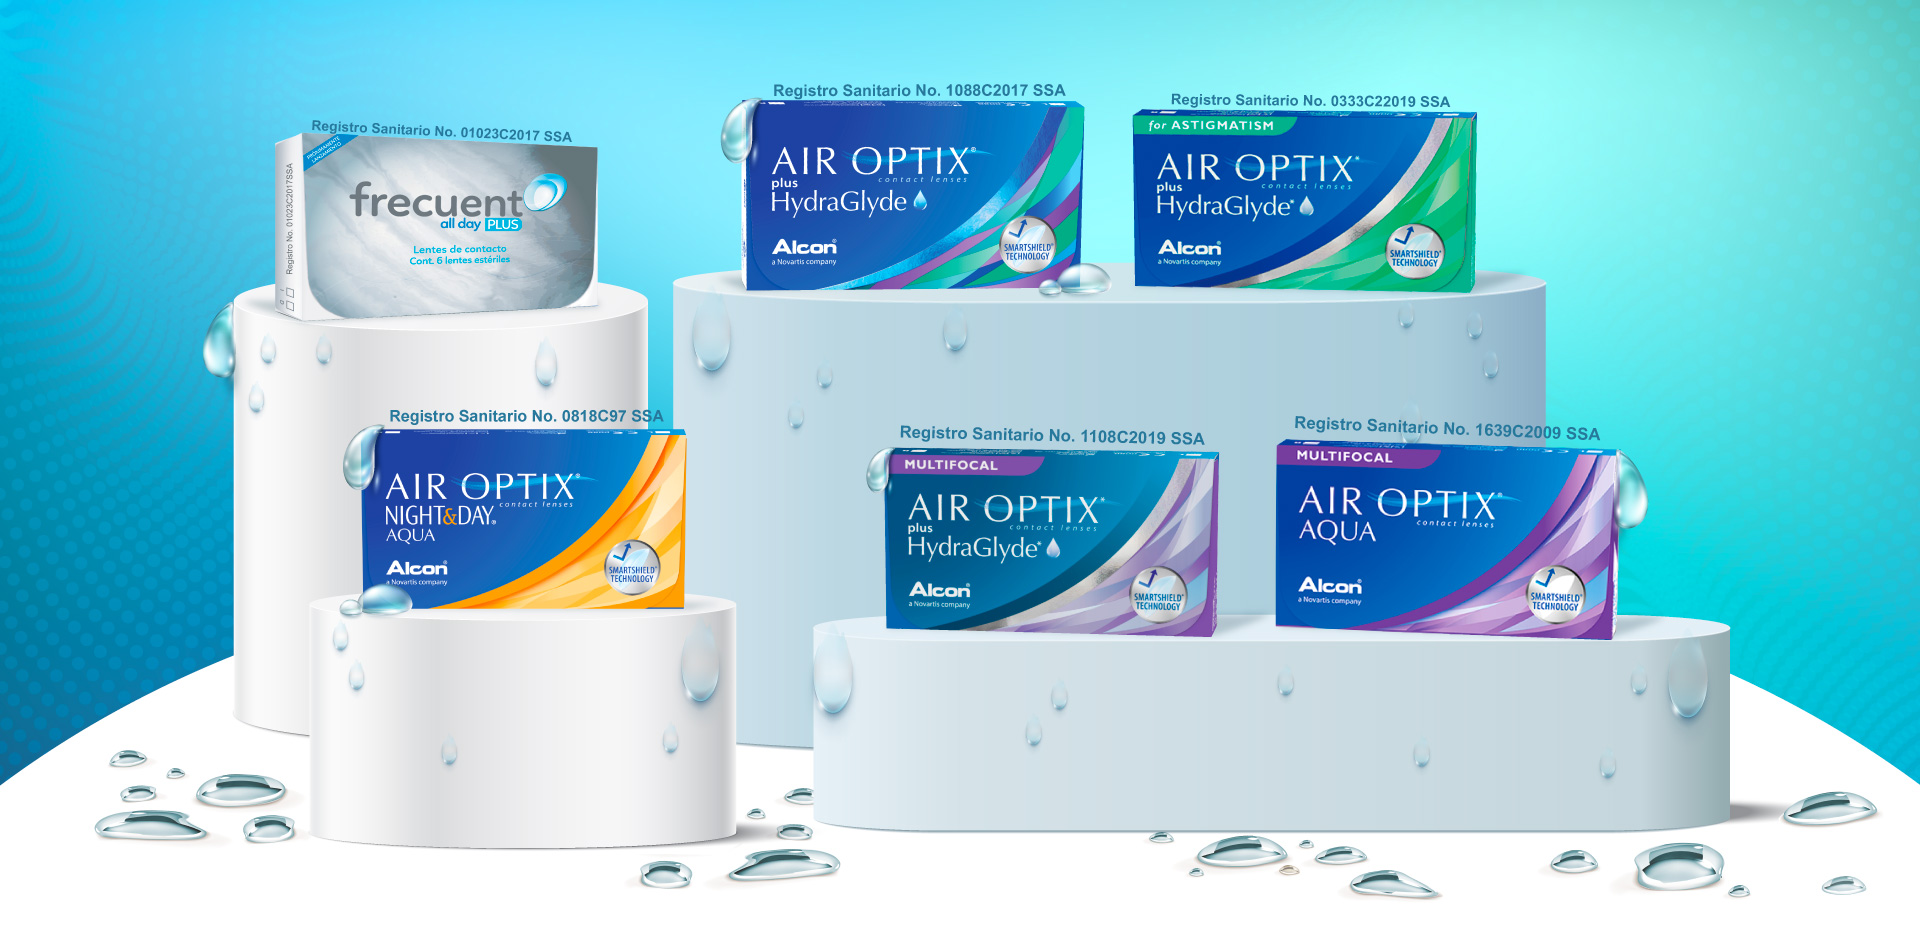 Registro Sanitario No. 01023C2017 SSA
PRÓXIMAMENTE
LANZAMIENTO
Registro No. 01023C2017SSA
frecuent
all day PLUS
Lentes de contacto
Cont. 6 lentes estériles
Registro Sanitario No. 1088C2017 SSA
AIR OPTIX®
contact lenses
plus
HydraGlyde
Alcon®
a Novartis company
SMARTSHIELD®
TECHNOLOGY
Registro Sanitario No. 0333C22019 SSA
for ASTIGMATISM
AIR OPTIX*
contact lenses
plus
HydraGlyde*
Alcon®
a Novartis company
SMARTSHIELD®
TECHNOLOGY
Registro Sanitario No. 0818C97 SSA
AIR OPTIX®
contact lenses
NIGHT&DAY®
AQUA
Alcon®
a Novartis company
SMARTSHIELD®
TECHNOLOGY
Registro Sanitario No. 1108C2019 SSA
MULTIFOCAL
AIR OPTIX*
contact lenses
plus
HydraGlyde*
Alcon®
a Novartis company
SMARTSHIELD®
TECHNOLOGY
Registro Sanitario No. 1639C2009 SSA
MULTIFOCAL
AIR OPTIX®
contact lenses
AQUA
Alcon®
a Novartis company
SMARTSHIELD®
TECHNOLOGY